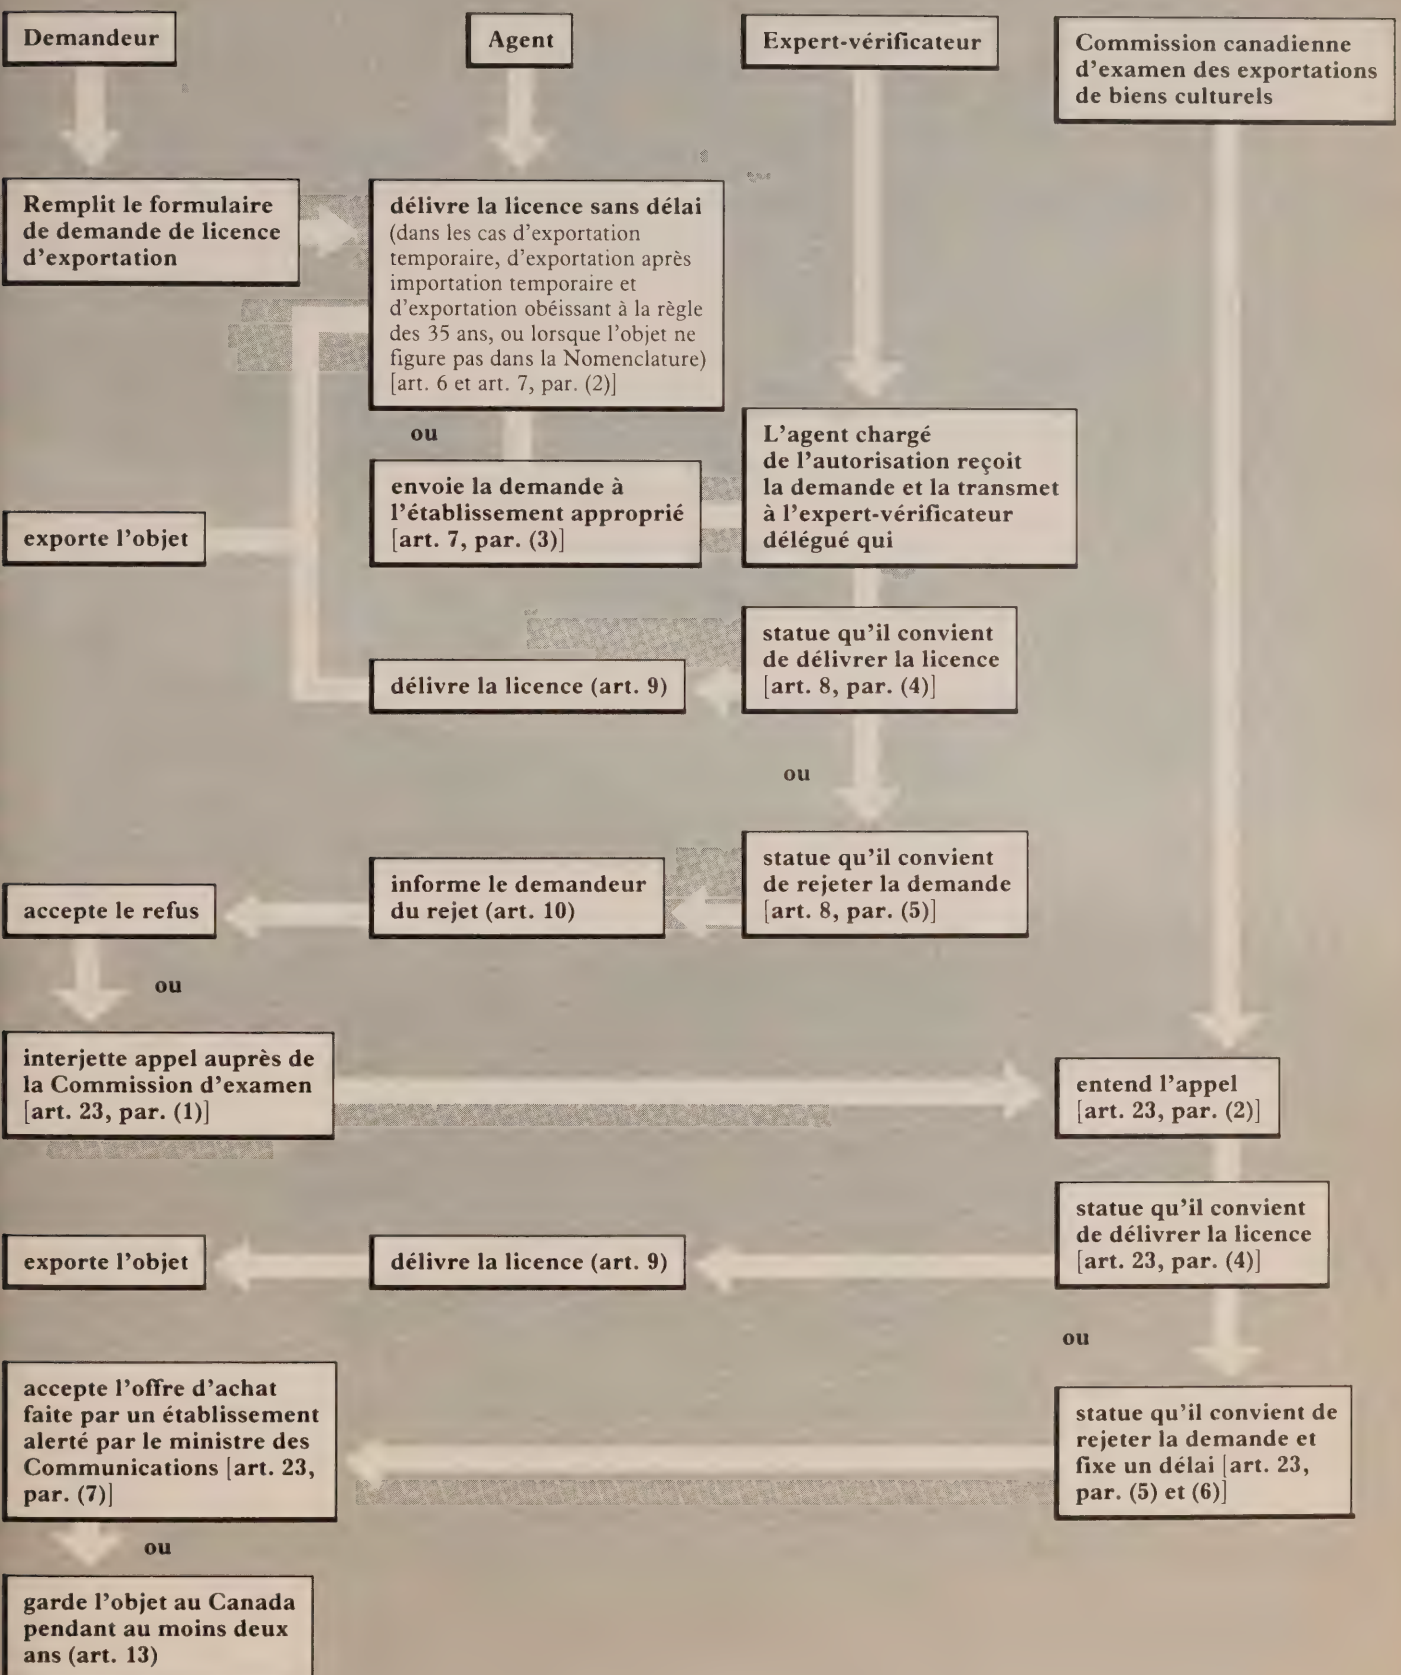 Demandeur
Agent
Expert-vérificateur
Commission canadienne
d'examen des exportations
de biens culturels
Remplit le formulaire
de demande de licence
d'exportation
délivre la licence sans délai
(dans les cas d'exportation
temporaire, d'exportation après
importation temporaire et
d'exportation obéissant à la règle
des 35 ans, ou lorsque l'objet ne
figure pas dans la Nomenclature)
[art. 6 et art. 7, par. (2)]
ou
envoie la demande à
l'établissement approprié
[art. 7, par. (3)]
L'agent chargé
de l'autorisation reçoit
la demande et la transmet
à l'expert-vérificateur
délégué qui
exporte l'objet
statue qu'il convient
de délivrer la licence
[art. 8, par. (4)]
délivre la licence (art. 9)
ou
statue qu'il convient
de rejeter la demande
[art. 8, par. (5)]
informe le demandeur
du rejet (art. 10)
accepte le refus
ou
interjette appel auprès de
la Commission d'examen
[art. 23, par. (1)]
entend l'appel
[art. 23, par. (2)]
statue qu'il convient
de délivrer la licence
[art. 23, par. (4)]
délivre la licence (art. 9)
exporte l'objet
ou
statue qu'il convient de
rejeter la demande et
fixe un délai [art. 23,
par. (5) et (6)]
accepte l'offre d'achat
faite par un établissement
alerté par le ministre des
Communications [art. 23,
par. (7)]
ou
garde l'objet au Canada
pendant au moins deux
ans (art. 13)